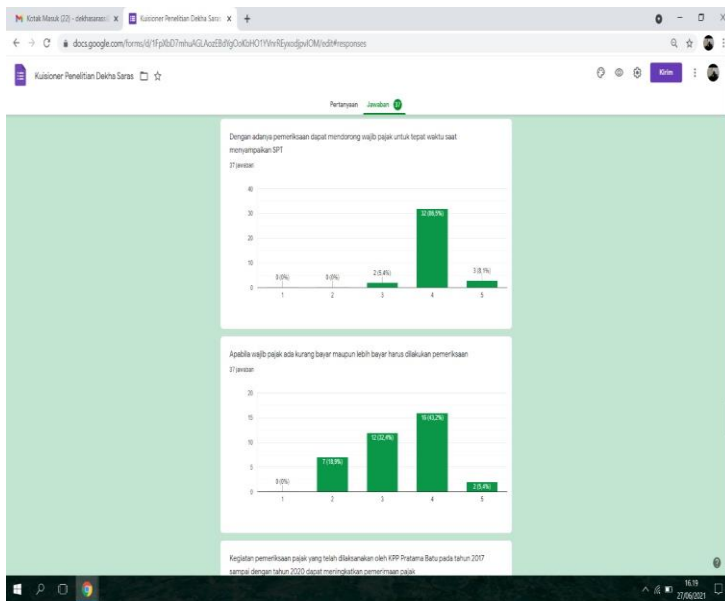 Kotak Masuk (22) - dekhasaras
Kuisioner Penelitian Dekha Saras
docs.google.com/forms/d/
Kuisioner Penelitian Dekha Saras
Kirim
Pertanyaan Jawaban 37
Dengan adanya pemeriksaan dapat mendorong wajib pajak untuk tepat waktu saat
menyampaikan SPT
37 jawaban
40
30
20
10
0
0 (0%)
0 (0%)
2 (5,4%)
32 (86,5%)
3 (8,1%)
1 2 3 4 5
Apabila wajib pajak ada kurang bayar maupun lebih bayar harus dilakukan pemeriksaan
37 jawaban
20
15
10
5
0
0 (0%)
7 (18,9%)
12 (32,4%)
16 (43,2%)
2 (5,4%)
1 2 3 4 5
Kegiatan pemeriksaan pajak yang telah dilaksanakan oleh KPP Pratama Batu pada tahun 2017
sampai dengan tahun 2020 dapat meningkatkan penerimaan pajak
16.19
27/06/2021